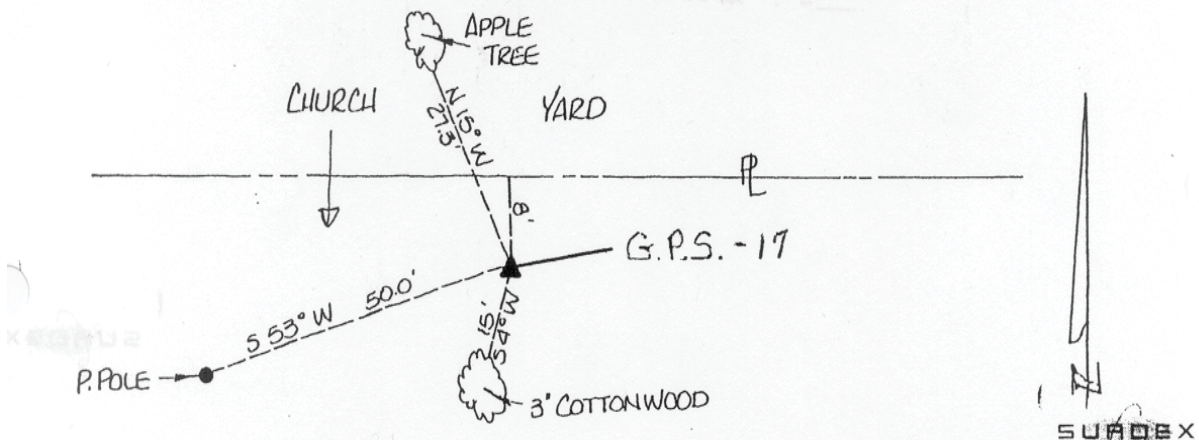 APPLE
TREE
CHURCH
YARD
N 15° W
27.3'
PL
8'
G.P.S. - 17
S 53° W 50.0'
15'
S 4° W
P. POLE
3' COTTONWOOD
N
SURDEX